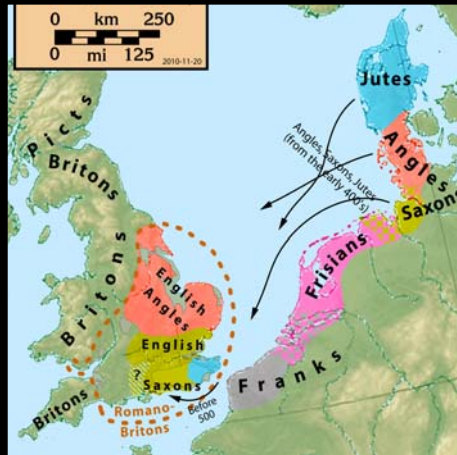 0 km 250
0 mi 125
2010-11-20
Jutes
Picts
Angles, Saxons, Jutes
(from the early 400's)
Angles
Britons
Saxons
Frisians
Britons
English
Angles
English
Saxons
?
Franks
Britons
Before
500
Romano-
Britons